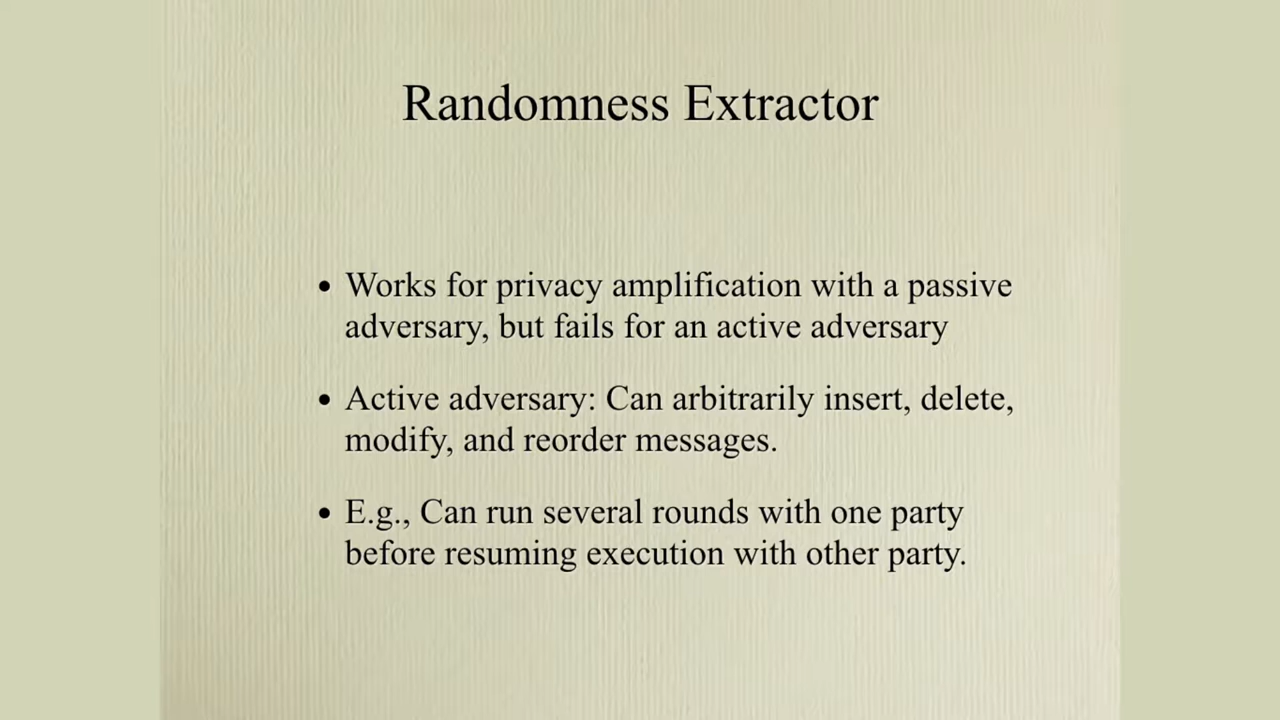 Randomness Extractor
• Works for privacy amplification with a passive
adversary, but fails for an active adversary
• Active adversary: Can arbitrarily insert, delete,
modify, and reorder messages.
• E.g., Can run several rounds with one party
before resuming execution with other party.